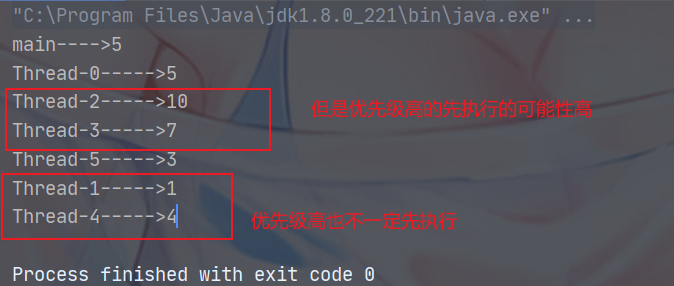 "C:\Program Files\Java\jdk1.8.0_221\bin\java.exe" ...
main---->5
Thread-0----->5
Thread-2----->10
但是优先级高的先执行的可能性高
Thread-3----->7
Thread-5----->3
Thread-1----->1
Thread-4----->4
优先级高也不一定先执行
Process finished with exit code 0